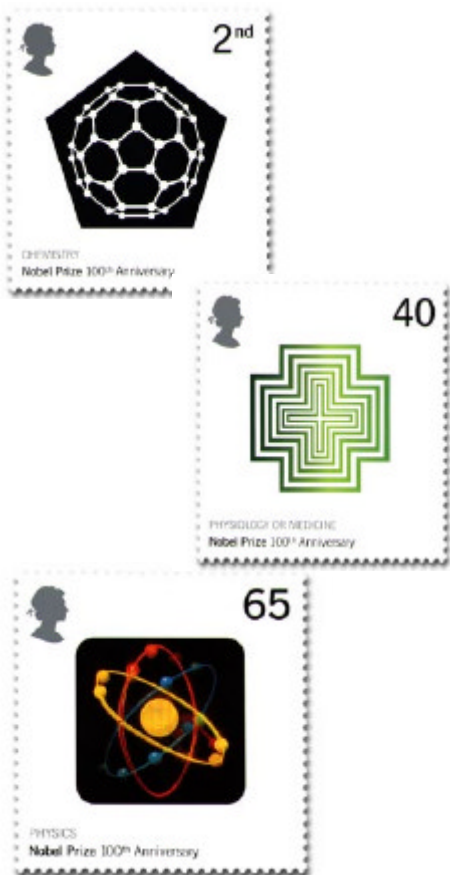 2nd
CHEMISTRY
Nobel Prize 100th Anniversary
40
PHYSIOLOGY OR MEDICINE
Nobel Prize 100th Anniversary
65
PHYSICS
Nobel Prize 100th Anniversary